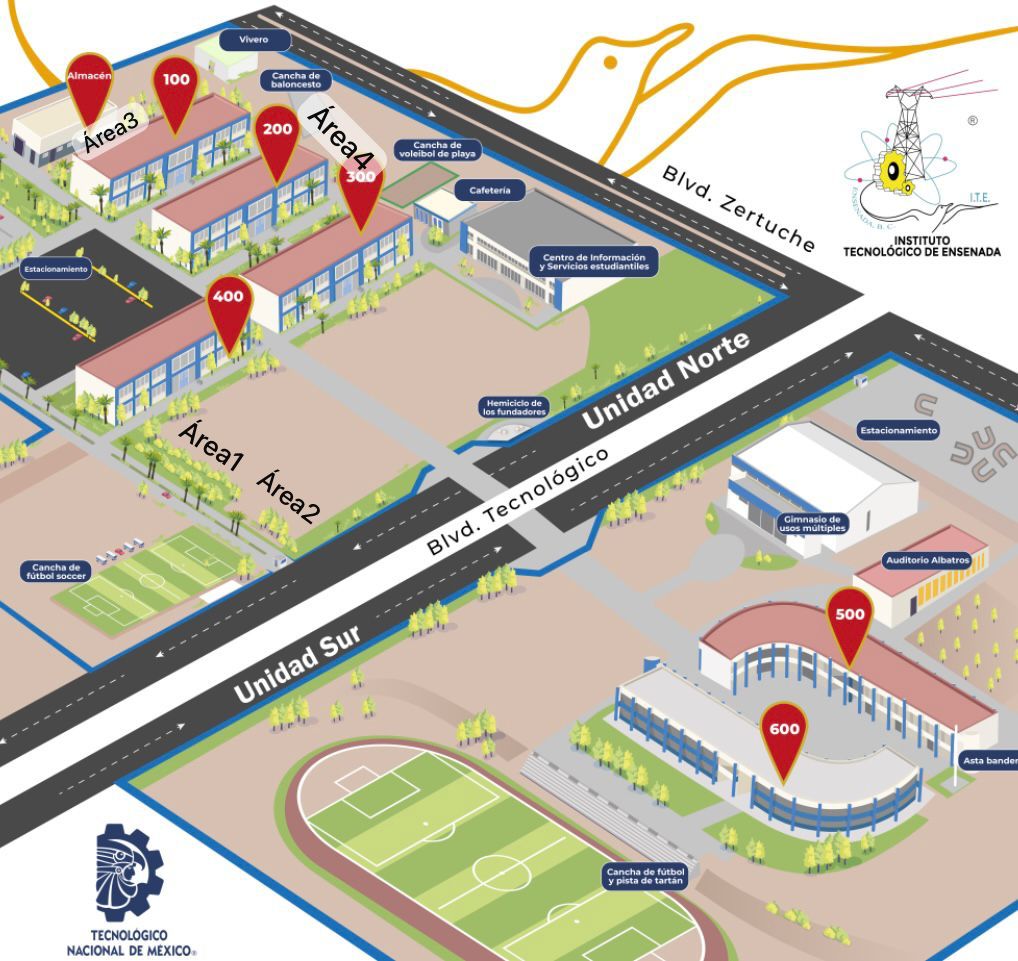 Vivero
Almacén
100
Cancha de
baloncesto
Área3
200
Área4
Cancha de
voleibol de playa
300
Cafetería
Blvd. Zertuche
ENSENADA, B. C.
®
I.T.E.
INSTITUTO
TECNOLÓGICO DE ENSENADA
Centro de Información
y Servicios estudiantiles
Estacionamiento
400
Unidad Norte
Hemiciclo de
los fundadores
Estacionamiento
Área1
Área2
Blvd. Tecnológico
Gimnasio de
usos múltiples
Auditorio Albatros
Cancha de
fútbol soccer
500
Unidad Sur
600
Asta bander
Cancha de fútbol
y pista de tartán
TECNOLÓGICO
NACIONAL DE MÉXICO®